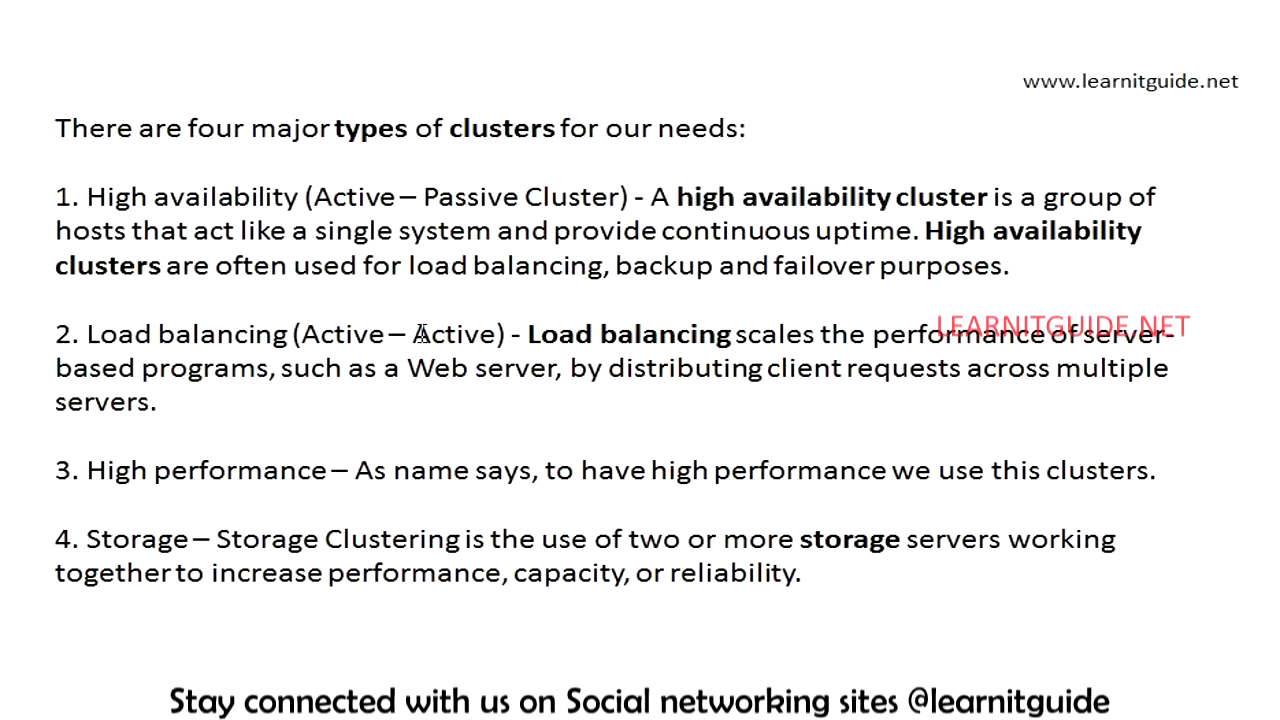 www.learnitguide.net
There are four major types of clusters for our needs:
1. High availability (Active – Passive Cluster) - A high availability cluster is a group of
hosts that act like a single system and provide continuous uptime. High availability
clusters are often used for load balancing, backup and failover purposes.
2. Load balancing (Active – Active) - Load balancing scales the performance of server-
LEARNITGUIDE.NET
based programs, such as a Web server, by distributing client requests across multiple
servers.
3. High performance – As name says, to have high performance we use this clusters.
4. Storage – Storage Clustering is the use of two or more storage servers working
together to increase performance, capacity, or reliability.
Stay connected with us on Social networking sites @learnitguide